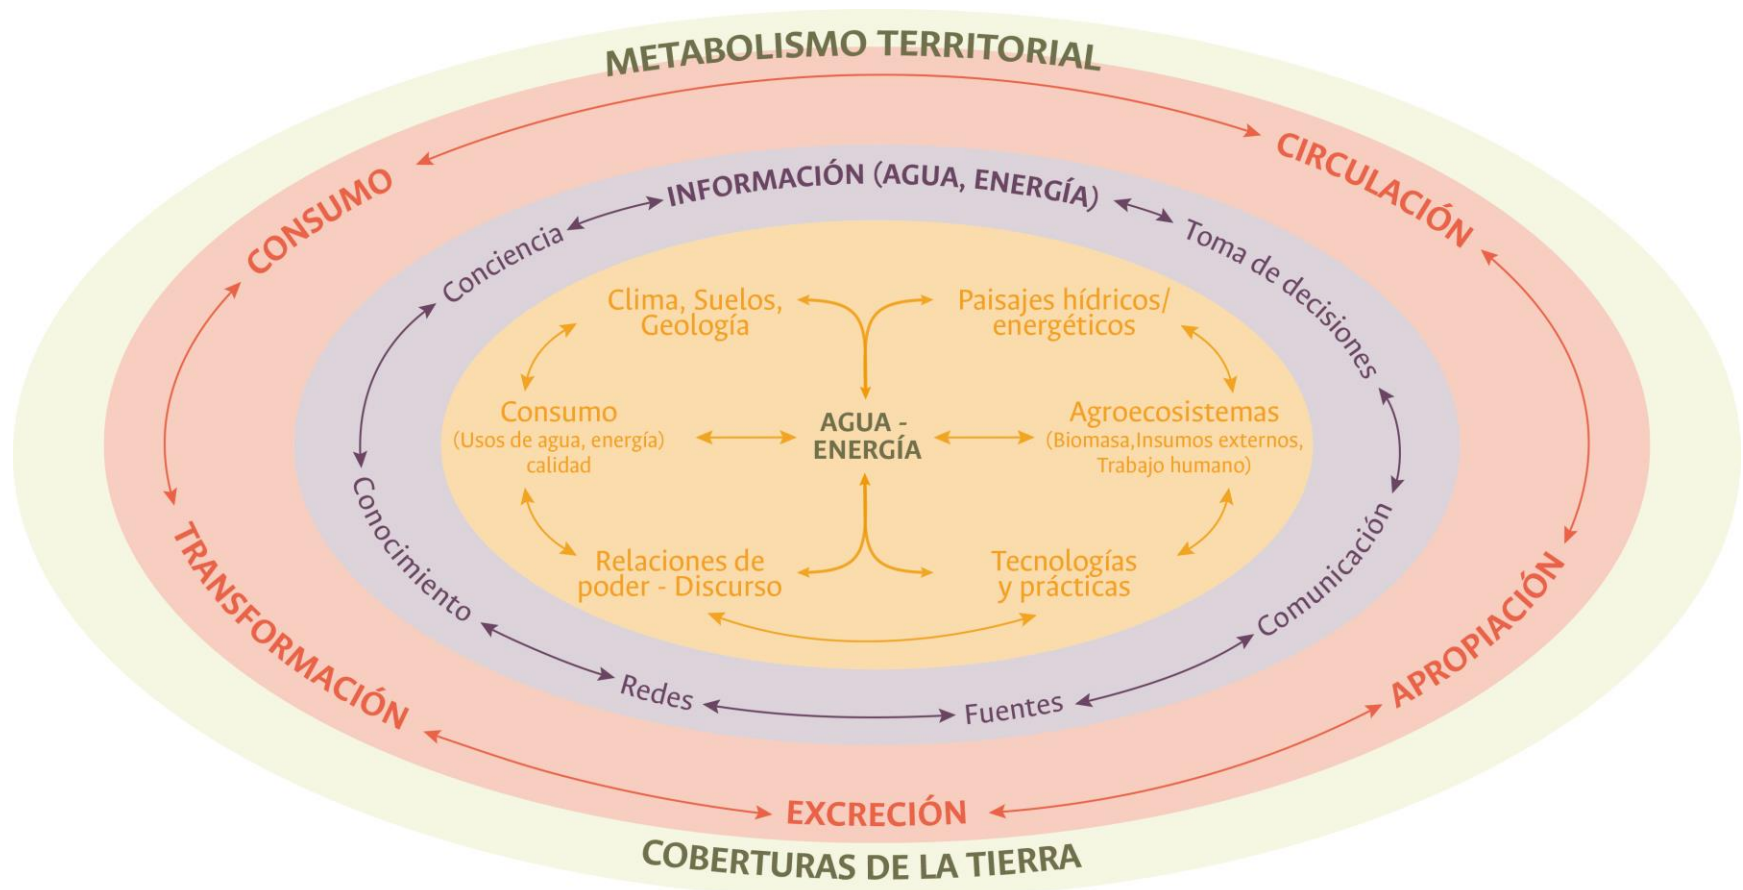 METABOLISMO TERRITORIAL
CONSUMO
CIRCULACIÓN
INFORMACIÓN (AGUA, ENERGÍA)
Conciencia
Toma de decisiones
Clima, Suelos,
Geología
Paisajes hídricos/
energéticos
Consumo
(Usos de agua, energía)
calidad
AGUA -
ENERGÍA
Agroecosistemas
(Biomasa,Insumos externos,
Trabajo humano)
Relaciones de
poder - Discurso
Tecnologías
y prácticas
Conocimiento
Comunicación
Redes
Fuentes
TRANSFORMACIÓN
APROPIACIÓN
EXCRECIÓN
COBERTURAS DE LA TIERRA